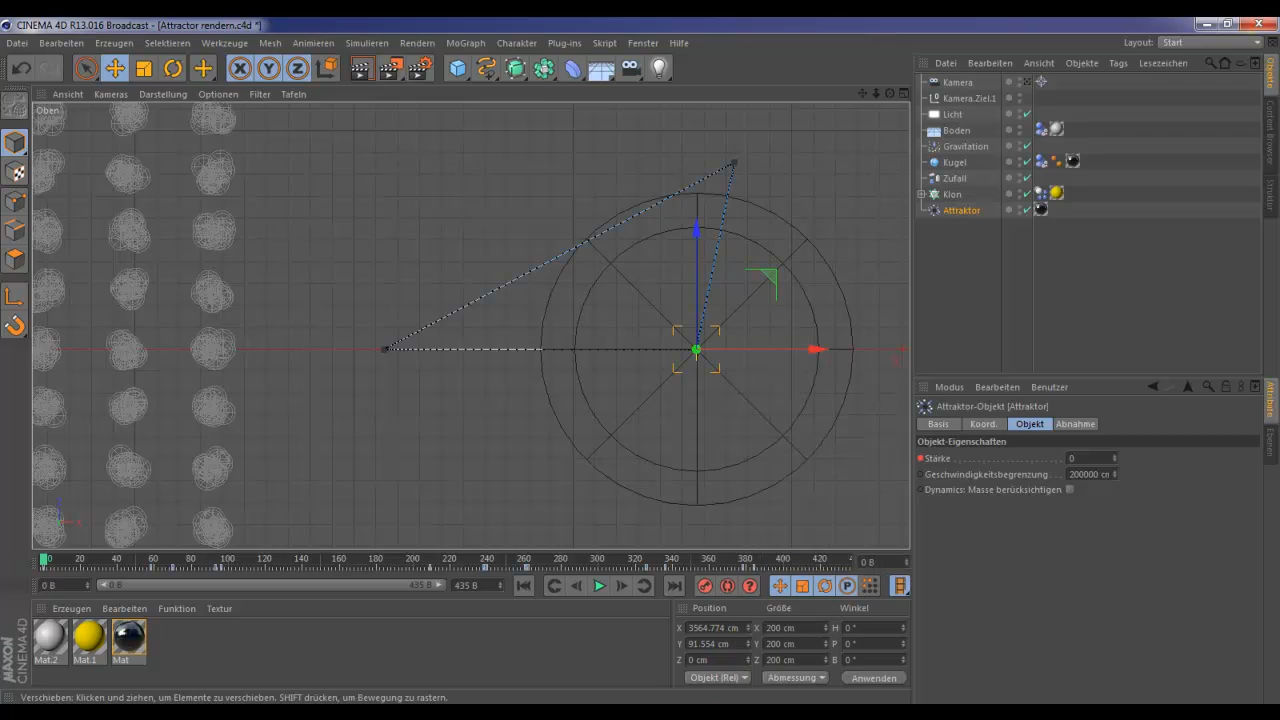 CINEMA 4D R13.016 Broadcast - [Attractor rendern.c4d *]
Datei Bearbeiten Erzeugen Selektieren Werkzeuge Mesh Animieren Simulieren Rendern MoGraph Charakter Plug-ins Skript Fenster Hilfe Layout: Start
Datei Bearbeiten Ansicht Objekte Tags Lesezeichen
Ansicht Kameras Darstellung Optionen Filter Tafeln
Oben
Kamera
Kamera.Ziel.1
Licht
Boden
Gravitation
Kugel
Zufall
Klon
Attraktor
Objekte
Content Browser
Struktur
Modus Bearbeiten Benutzer
Attraktor-Objekt [Attraktor]
Basis Koord. Objekt Abnahme
Objekt-Eigenschaften
Stärke 0
Geschwindigkeitsbegrenzung 200000 cm
Dynamics: Masse berücksichtigen
Attribute
Ebenen
X
0 20 40 60 80 100 120 140 160 180 200 220 240 260 280 300 320 340 360 380 400 420 0 B
0 B 0 B 435 B 435 B
Erzeugen Bearbeiten Funktion Textur
Mat.2 Mat.1 Mat
Position Größe Winkel
X 3564.774 cm X 200 cm H 0 °
Y 91.554 cm Y 200 cm P 0 °
Z 0 cm Z 200 cm B 0 °
Objekt (Rel) Abmessung Anwenden
MAXON CINEMA 4D
Verschieben: Klicken und ziehen, um Elemente zu verschieben. SHIFT drücken, um Bewegung zu rastern.